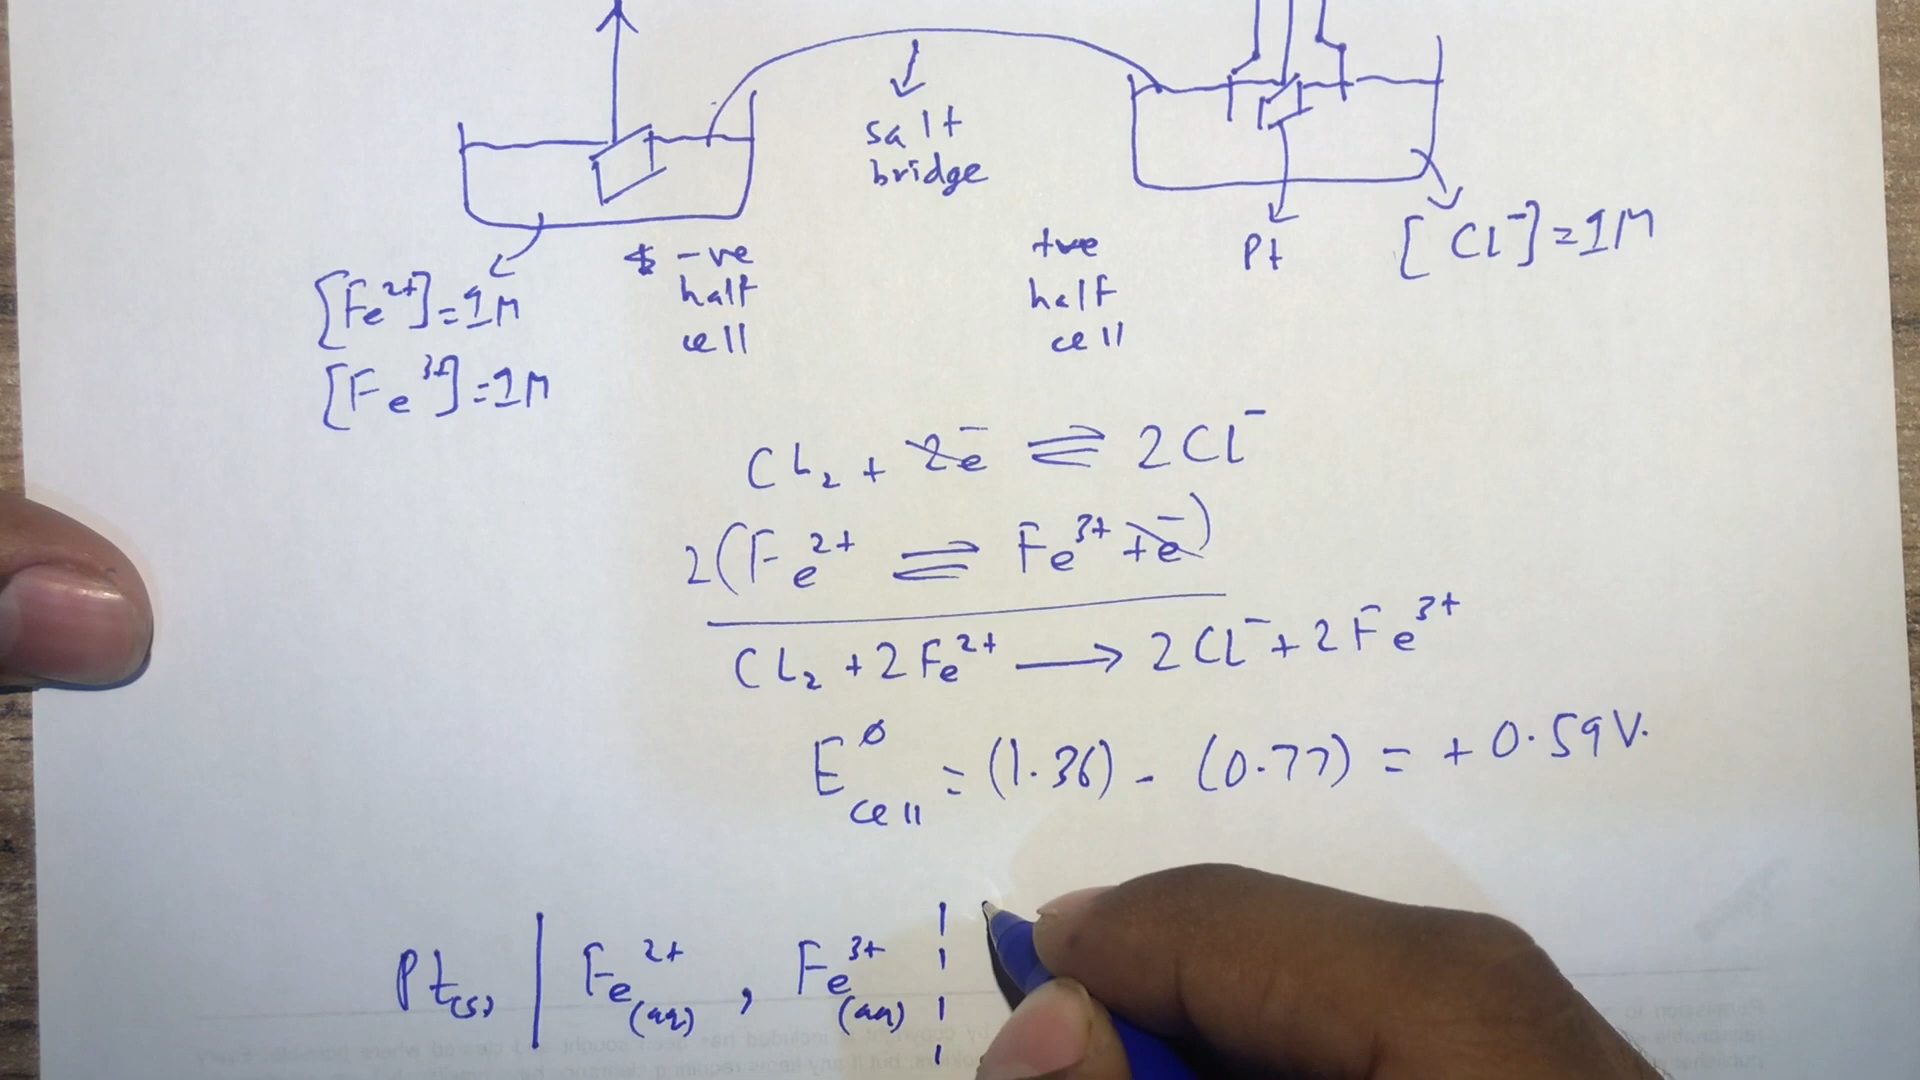 salt
bridge
-ve
half
cell
+ve
half
cell
Pt
[Cl⁻]=1M
[Fe²⁺]=1M
[Fe³⁺]=1M
Cl₂ + 2e⁻ ⇌ 2Cl⁻
2(Fe²⁺ ⇌ Fe³⁺ + e⁻)
Cl₂ + 2Fe²⁺ ⟶ 2Cl⁻ + 2Fe³⁺
E⦵cell = (1.36) - (0.77) = +0.59V.
Pt(s) | Fe²⁺(aq) , Fe³⁺(aq) ¦